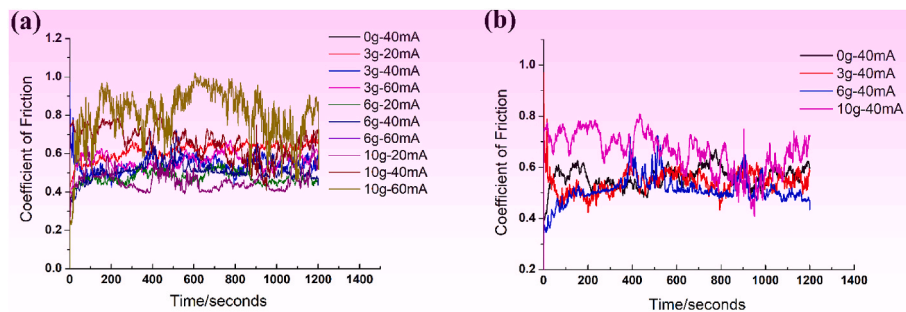 (a)
1.2
1.0
0.8
0.6
0.4
0.2
0.0
Coefficient of Friction
0 200 400 600 800 1000 1200 1400
Time/seconds
0g-40mA
3g-20mA
3g-40mA
3g-60mA
6g-20mA
6g-40mA
6g-60mA
10g-20mA
10g-40mA
10g-60mA
(b)
1.0
0.8
0.6
0.4
0.2
Coefficient of Friction
0 200 400 600 800 1000 1200 1400
Time/seconds
0g-40mA
3g-40mA
6g-40mA
10g-40mA